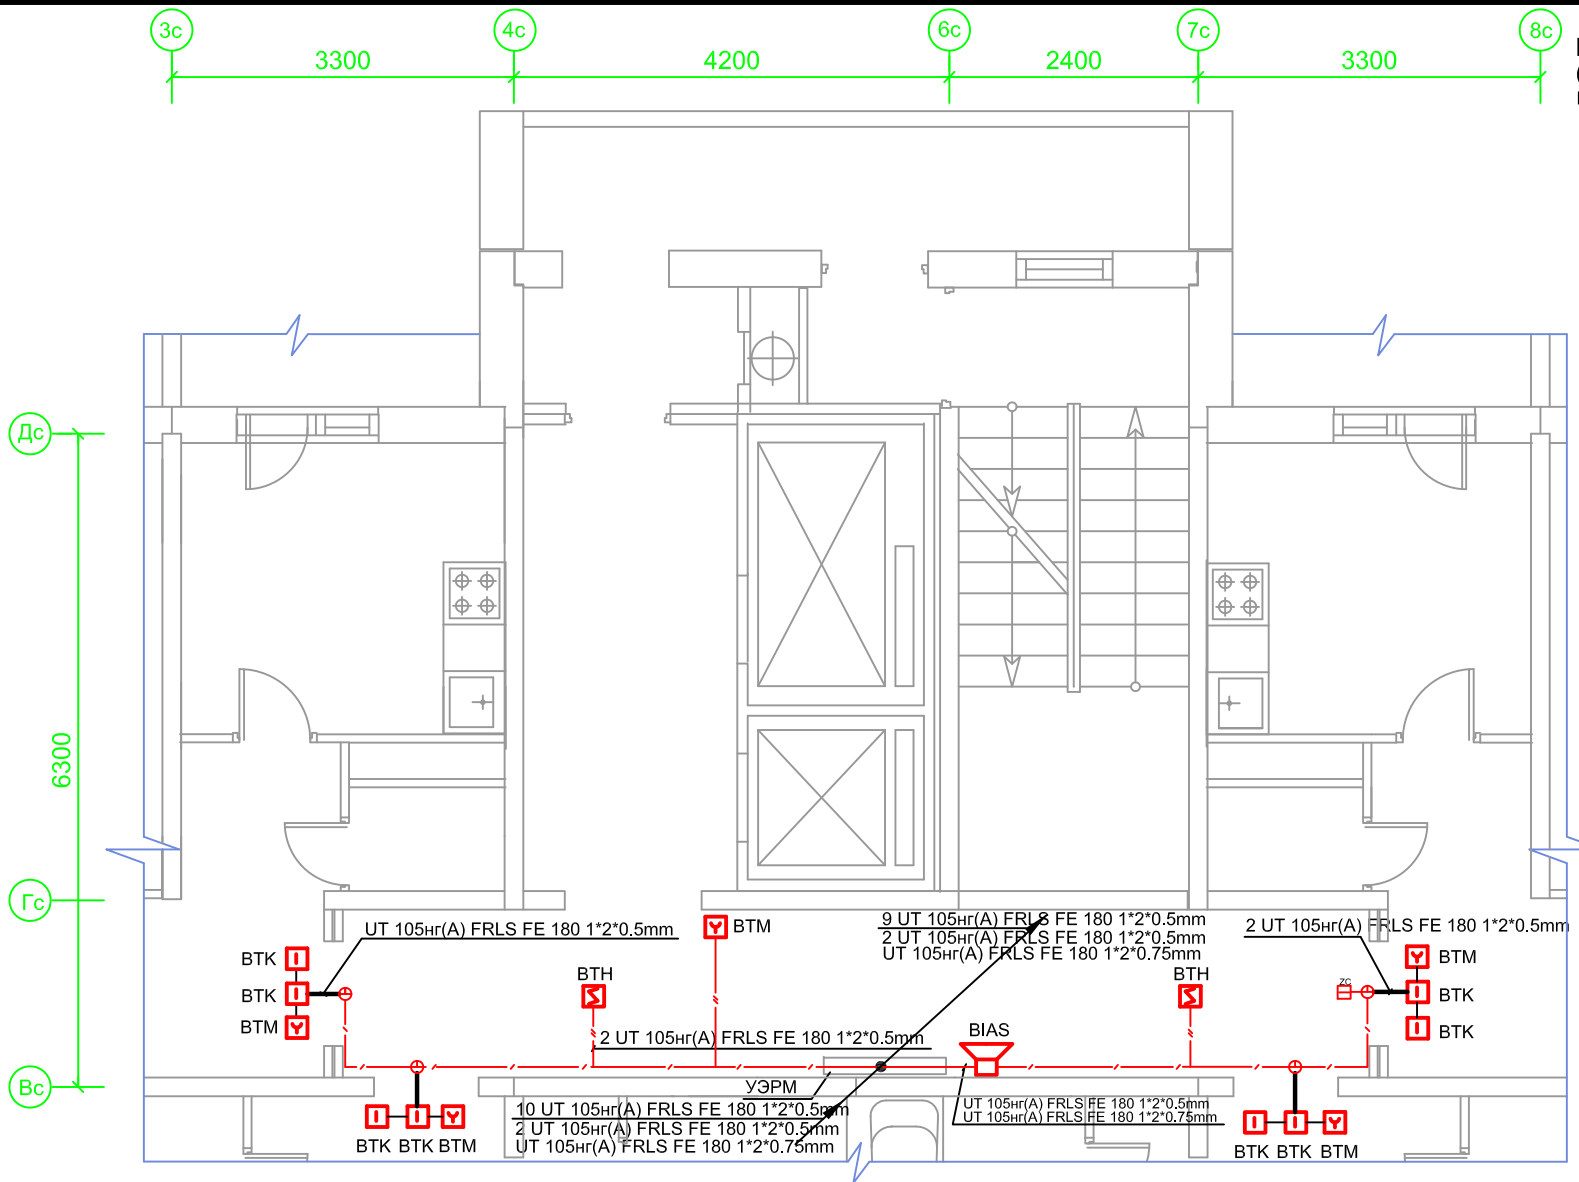 3с 4с 6с 7с 8с
3300 4200 2400 3300
Дс
6300
Гс
Вс
UT 105нг(А) FRLS FE 180 1*2*0.5mm
BTK
BTK
BTM
BTH
BTM
9 UT 105нг(А) FRLS FE 180 1*2*0.5mm
2 UT 105нг(А) FRLS FE 180 1*2*0.5mm
UT 105нг(А) FRLS FE 180 1*2*0.75mm
2 UT 105нг(А) FRLS FE 180 1*2*0.5mm
BTM
BTK
BTK
ZC
BTH
BIAS
2 UT 105нг(А) FRLS FE 180 1*2*0.5mm
УЭРМ
10 UT 105нг(А) FRLS FE 180 1*2*0.5mm
2 UT 105нг(А) FRLS FE 180 1*2*0.5mm
UT 105нг(А) FRLS FE 180 1*2*0.75mm
UT 105нг(А) FRLS FE 180 1*2*0.5mm
UT 105нг(А) FRLS FE 180 1*2*0.75mm
BTK BTK BTM
BTK BTK BTM